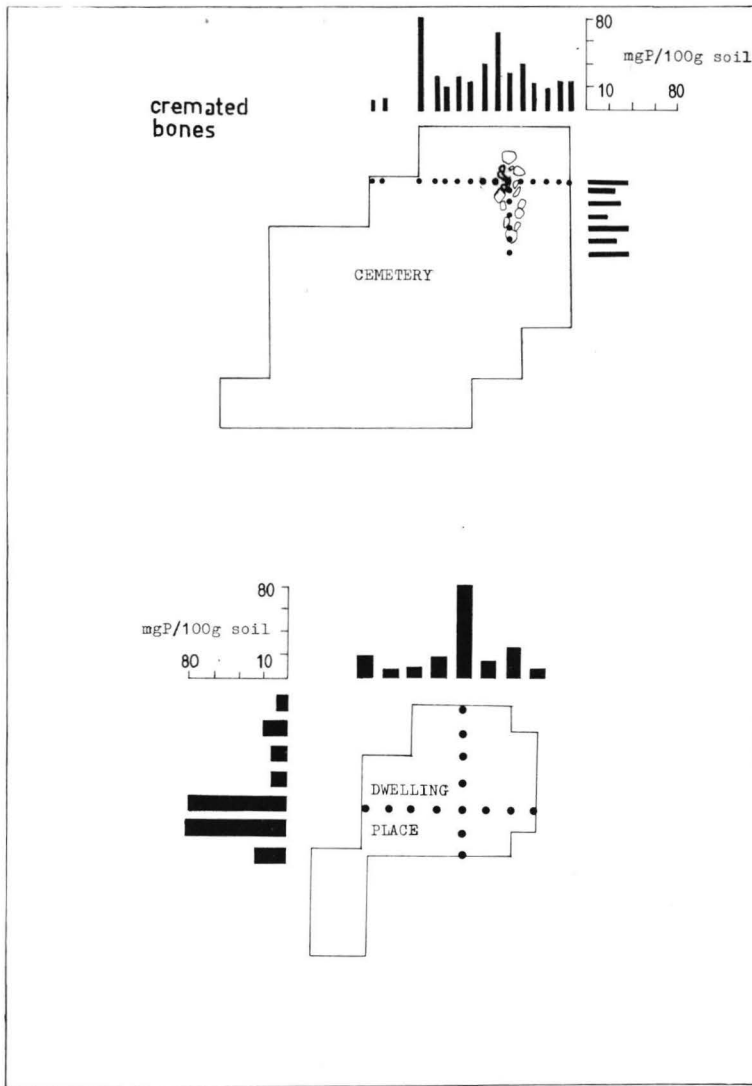 80
mgP/100g soil
10 80
cremated
bones
CEMETERY
80
mgP/100g soil
80 10
DWELLING
PLACE